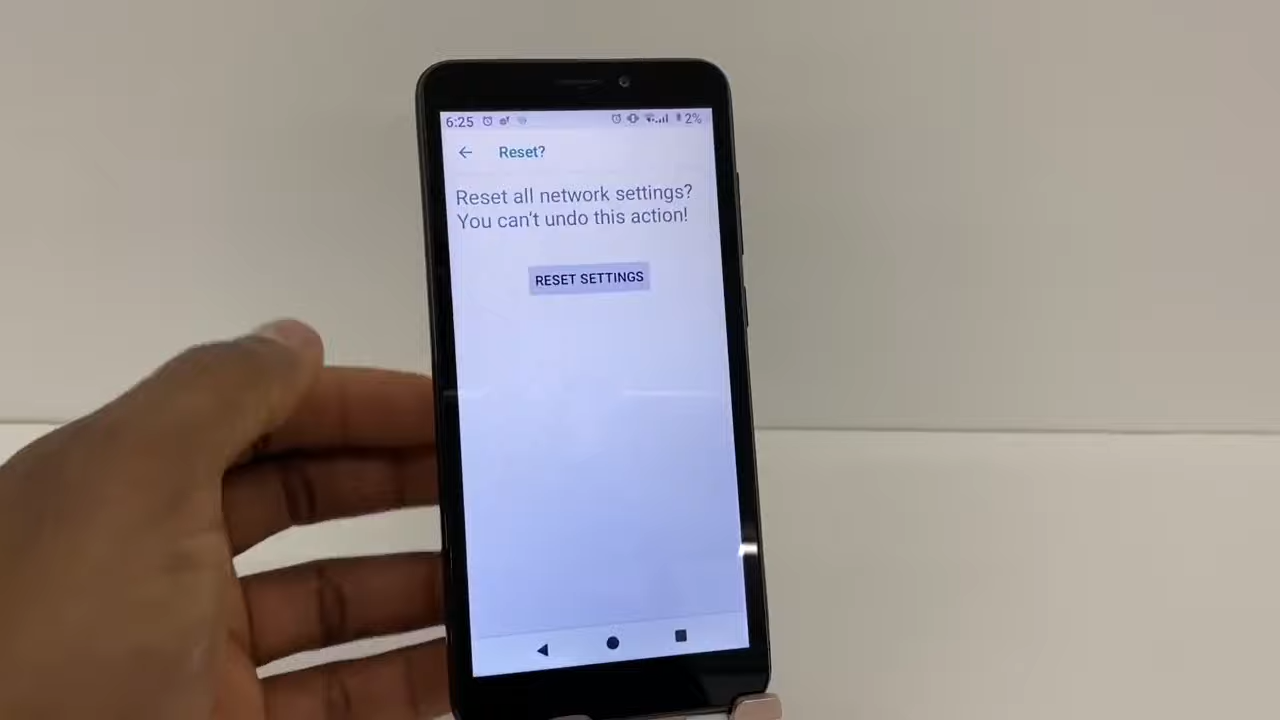 6:25
2%
Reset?
Reset all network settings?
You can't undo this action!
RESET SETTINGS